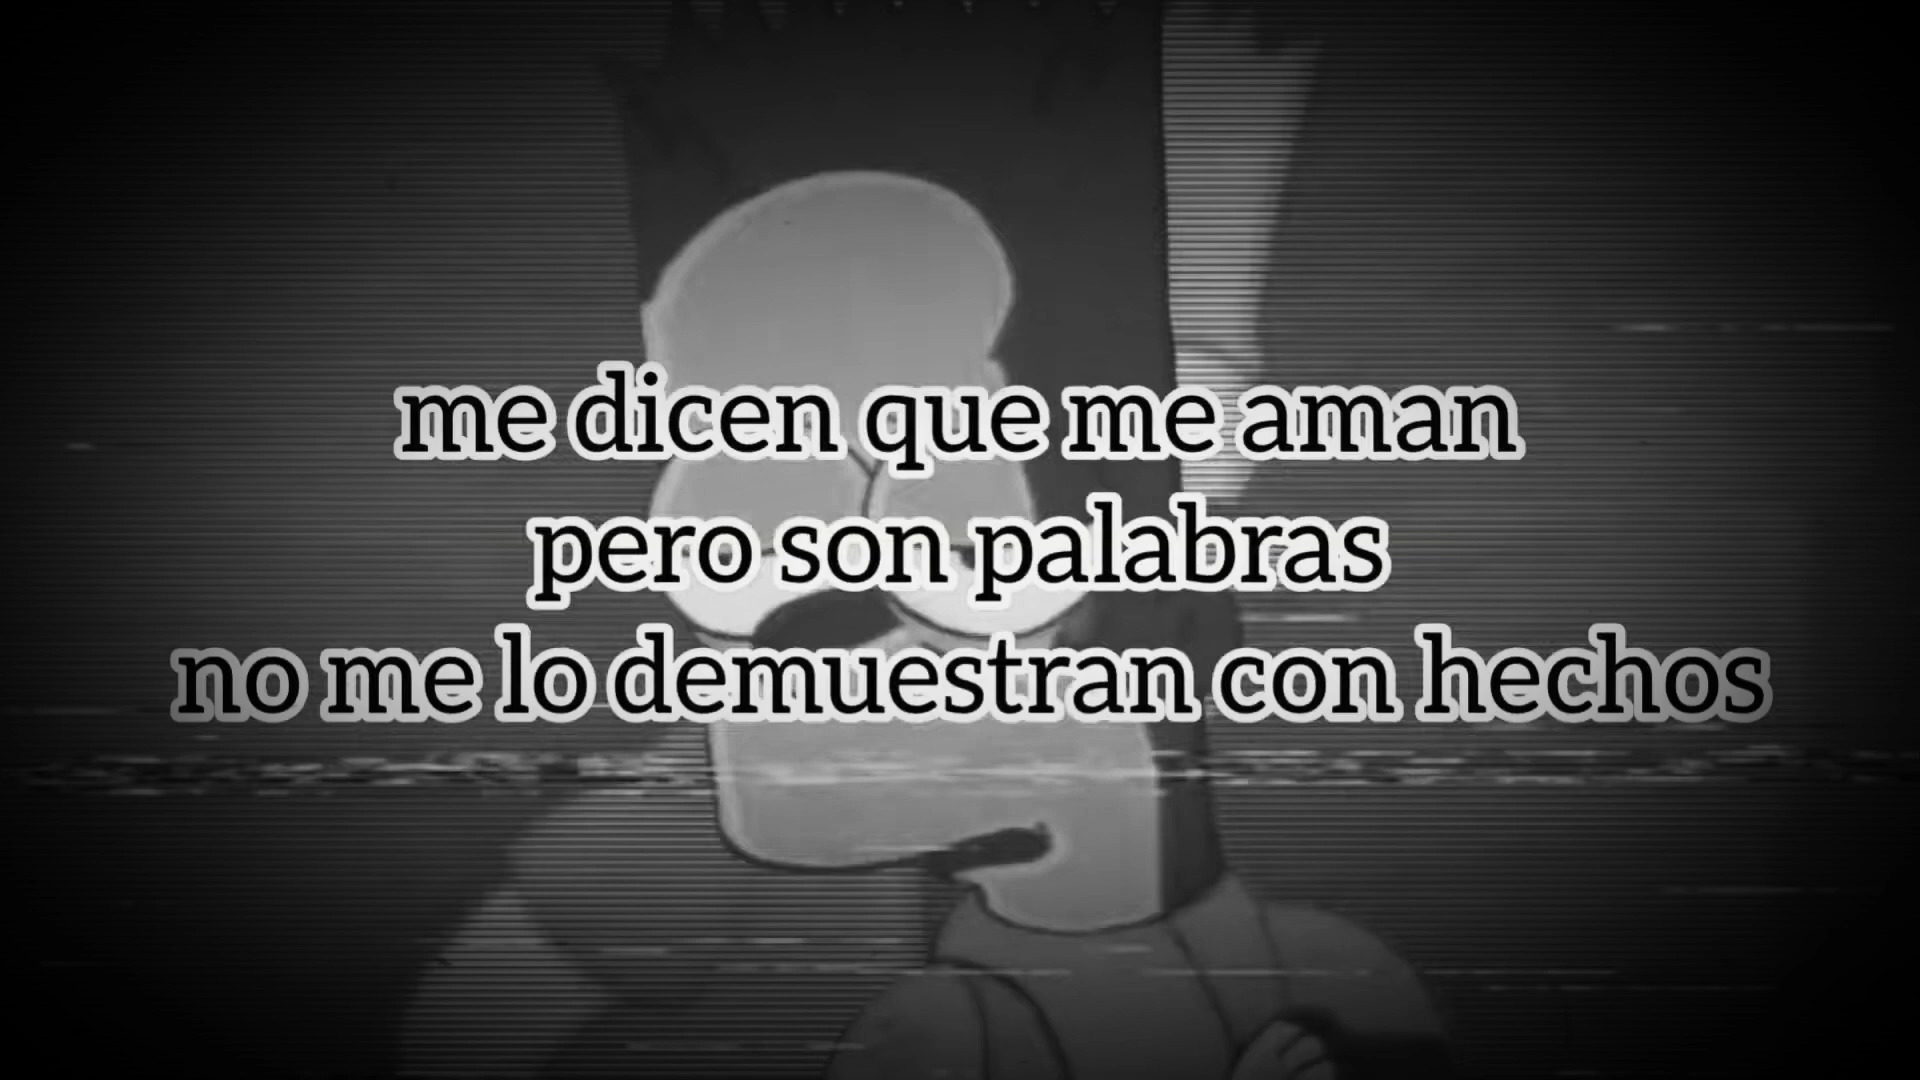 me dicen que me aman
pero son palabras
no me lo demuestran con hechos